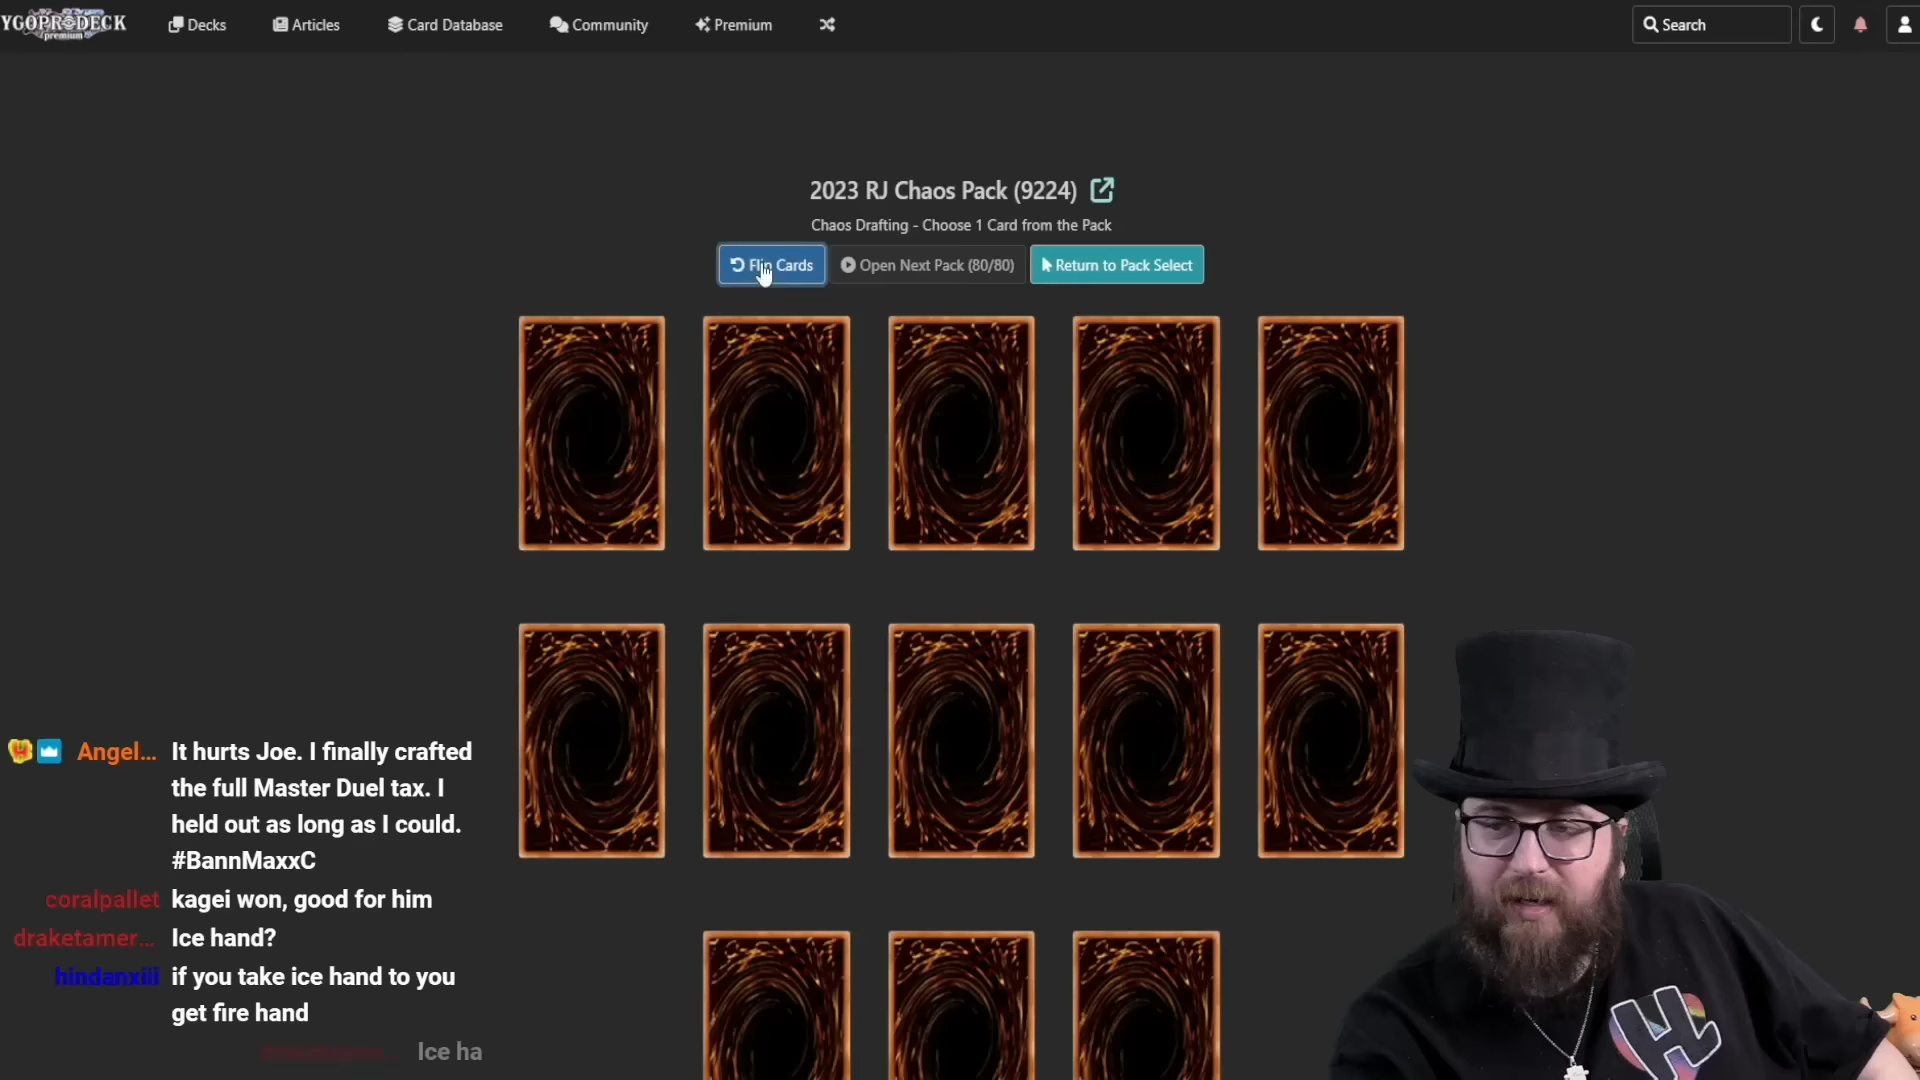 YGOPRODECK
premium
Decks
Articles
Card Database
Community
Premium
Search
2023 RJ Chaos Pack (9224)
Chaos Drafting - Choose 1 Card from the Pack
Flip Cards
Open Next Pack (80/80)
Return to Pack Select
Angel... It hurts Joe. I finally crafted
the full Master Duel tax. I
held out as long as I could.
#BannMaxxC
coralpallet kagei won, good for him
draketamer... Ice hand?
hindanxiii if you take ice hand to you
get fire hand
Ice ha
H